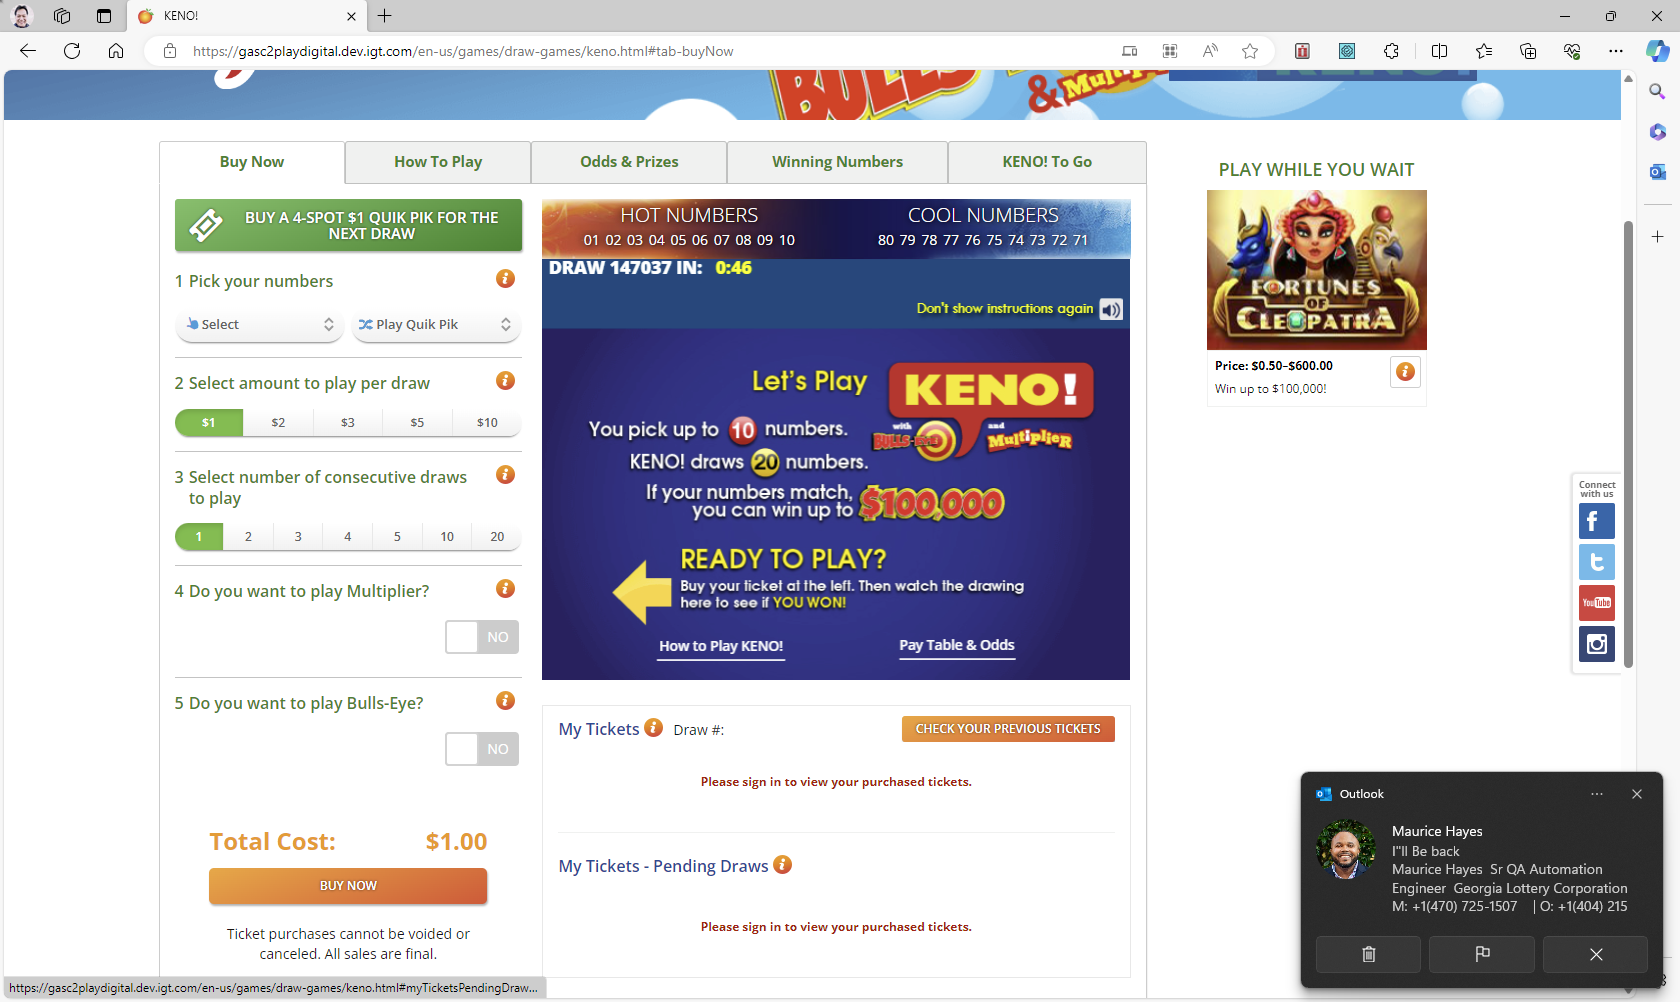 KENO!
https://gasc2playdigital.dev.igt.com/en-us/games/draw-games/keno.html#tab-buyNow
BULLS
& Multiplie
KENO!
Buy Now
How To Play
Odds & Prizes
Winning Numbers
KENO! To Go
BUY A 4-SPOT $1 QUIK PIK FOR THE
NEXT DRAW
1 Pick your numbers
Select
Play Quik Pik
2 Select amount to play per draw
$1 $2 $3 $5 $10
3 Select number of consecutive draws
to play
1 2 3 4 5 10 20
4 Do you want to play Multiplier?
NO
5 Do you want to play Bulls-Eye?
NO
Total Cost: $1.00
BUY NOW
Ticket purchases cannot be voided or
canceled. All sales are final.
HOT NUMBERS
01 02 03 04 05 06 07 08 09 10
COOL NUMBERS
80 79 78 77 76 75 74 73 72 71
DRAW 147037 IN: 0:46
Don't show instructions again
Let's Play
KENO!
with BULLS-EYE and Multiplier
You pick up to 10 numbers.
KENO! draws 20 numbers.
If your numbers match,
you can win up to $100,000
READY TO PLAY?
Buy your ticket at the left. Then watch the drawing
here to see if YOU WON!
How to Play KENO!
Pay Table & Odds
My Tickets
Draw #:
CHECK YOUR PREVIOUS TICKETS
Please sign in to view your purchased tickets.
My Tickets - Pending Draws
Please sign in to view your purchased tickets.
PLAY WHILE YOU WAIT
FORTUNES
OF
CLEOPATRA
Price: $0.50–$600.00
Win up to $100,000!
Connect
with us
You Tube
Outlook
Maurice Hayes
I"ll Be back
Maurice Hayes Sr QA Automation
Engineer Georgia Lottery Corporation
M: +1(470) 725-1507 | O: +1(404) 215
https://gasc2playdigital.dev.igt.com/en-us/games/draw-games/keno.html#myTicketsPendingDraw...